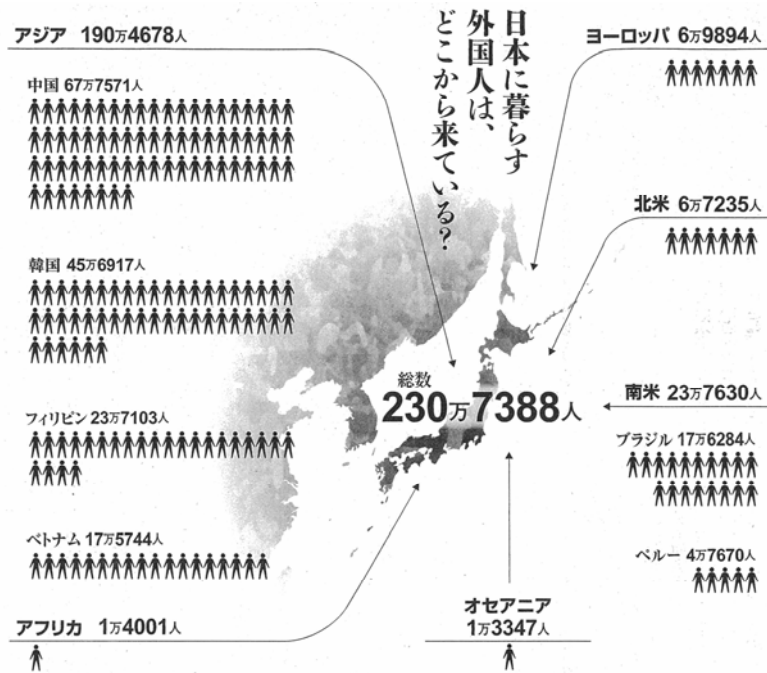 日本に暮らす
外国人は、
どこから来ている？
アジア 190万4678人
中国 67万7571人
韓国 45万6917人
フィリピン 23万7103人
ベトナム 17万5744人
アフリカ 1万4001人
ヨーロッパ 6万9894人
北米 6万7235人
南米 23万7630人
ブラジル 17万6284人
ペルー 4万7670人
オセアニア
1万3347人
総数
230万7388人